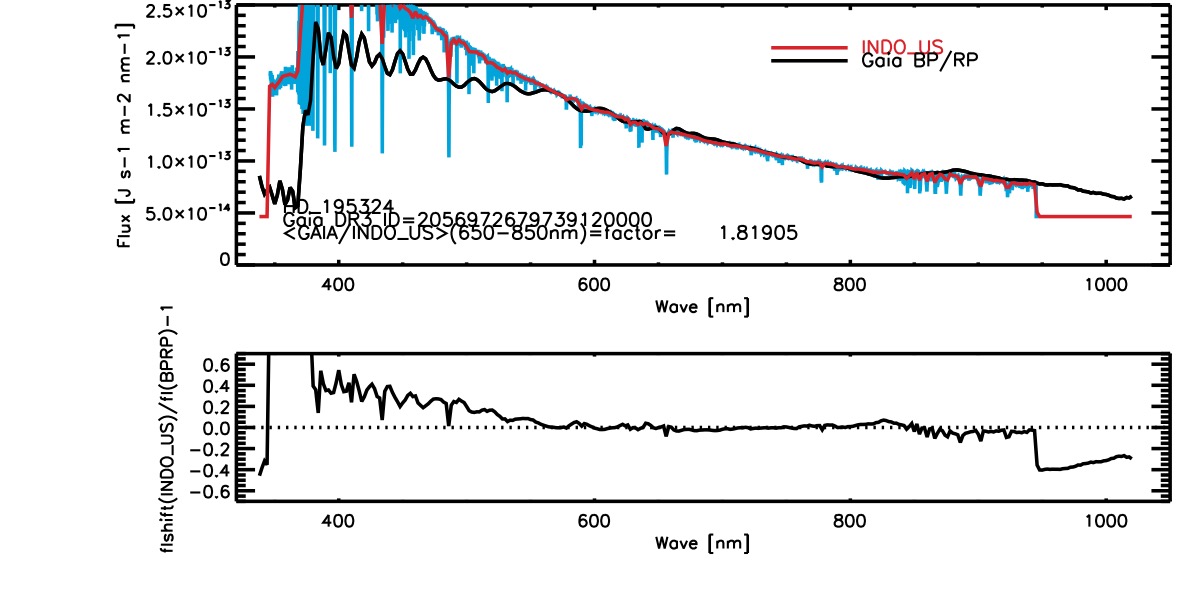 2.5×10−13
2.0×10−13
1.5×10−13
1.0×10−13
5.0×10−14
0
Flux [J s−1 m−2 nm−1]
INDO_US
Gaia BP/RP
HD_195324
Gaia DR3 ID=2056972679739120000
<GAIA/INDO_US>(650−850nm)=factor= 1.81905
400 600 800 1000
Wave [nm]
flshift(INDO_US)/fl(BPRP)−1
0.6
0.4
0.2
0.0
−0.2
−0.4
−0.6
400 600 800 1000
Wave [nm]